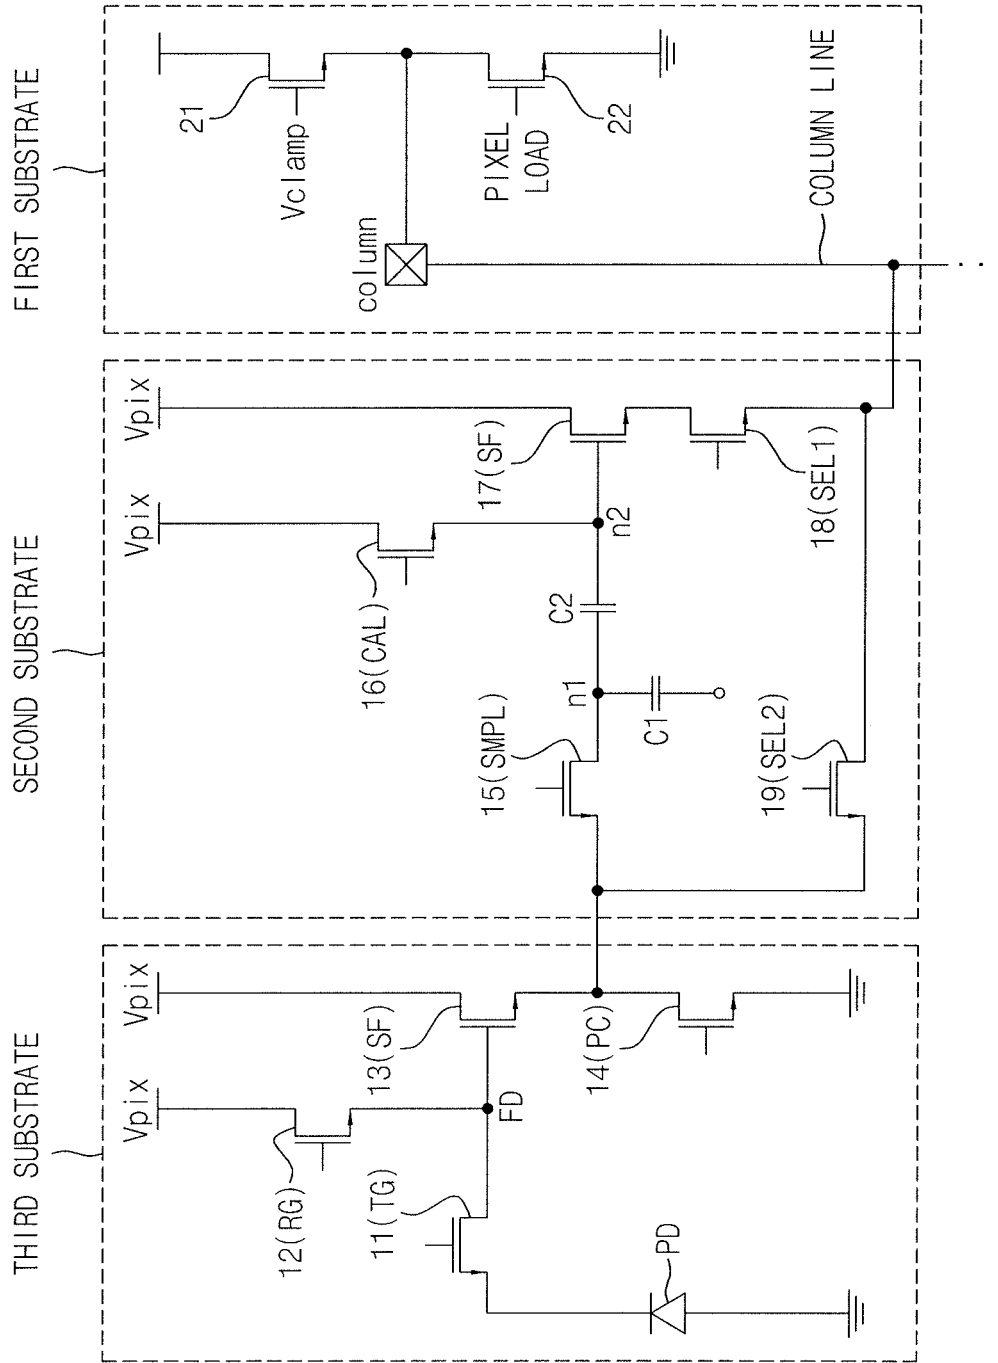 THIRD SUBSTRATE
SECOND SUBSTRATE
FIRST SUBSTRATE
Vpix
Vpix
12(RG)
13(SF)
11(TG)
FD
14(PC)
PD
Vpix
Vpix
16(CAL)
17(SF)
15(SMPL)
n1
C2
n2
C1
18(SEL1)
19(SEL2)
21
Vclamp
column
PIXEL
LOAD
22
COLUMN LINE